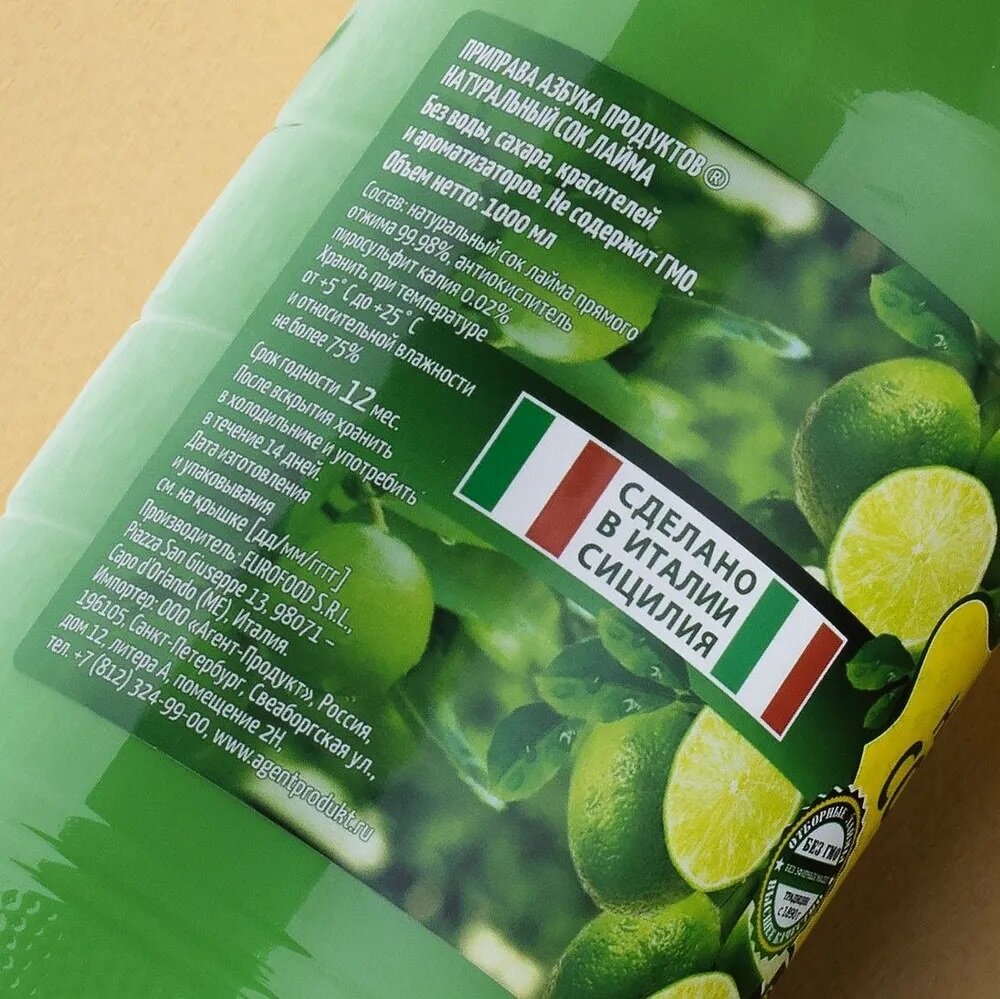 ПРИПРАВА АЗБУКА ПРОДУКТОВ®
НАТУРАЛЬНЫЙ СОК ЛАЙМА
Без воды, сахара, красителей
и ароматизаторов. Не содержит ГМО.
Объем нетто: 1000 мл
Состав: натуральный сок лайма прямого
отжима 99,98%, антиокислитель
пиросульфит калия 0.02%
Хранить при температуре
от +5˚С до +25˚С
и относительной влажности
не более 75%
Срок годности 12 мес.
После вскрытия хранить
в холодильнике и употребить
в течение 14 дней.
Дата изготовления
и упаковывания
см. на крышке [дд/мм/гггг]
Производитель: EUROFOOD S.R.L.,
Piazza San Giuseppe 13, 98071 –
Capo d'Orlando (ME), Италия.
Импортер: ООО «Агент-Продукт», Россия,
196105, Санкт-Петербург, Свеаборгская ул.,
дом 12, литера А, помещение 2Н,
тел. +7 (812) 324-99-00, www.agentprodukt.ru
СДЕЛАНО
В ИТАЛИИ
СИЦИЛИЯ
ОТБОРНЫЕ
БЕЗ ГМО
ТРАДИЦИИ
с 1890 г